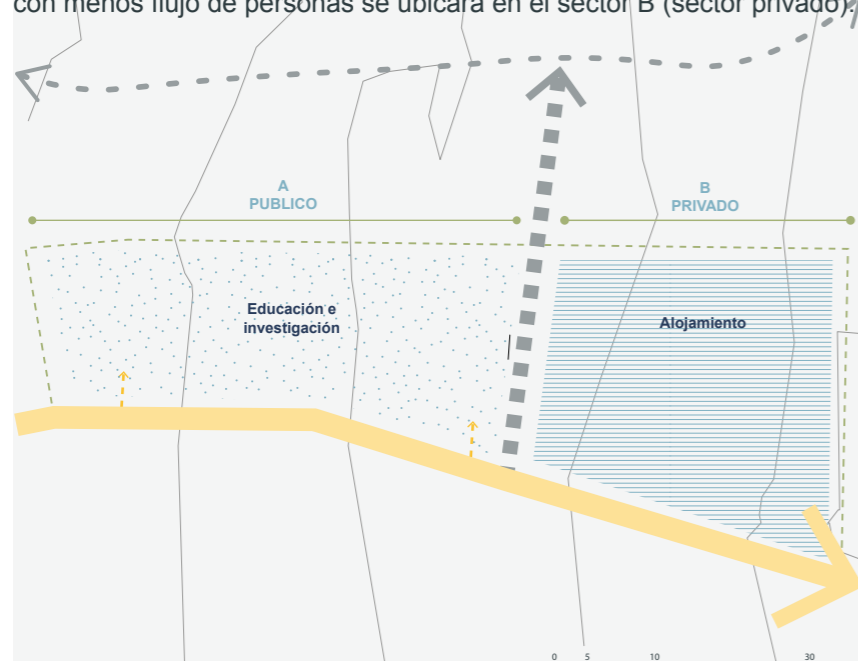 con menos flujo de personas se ubicará en el sector B (sector privado).
A
PUBLICO
B
PRIVADO
Educación e
investigación
Alojamiento
0 5 10 30